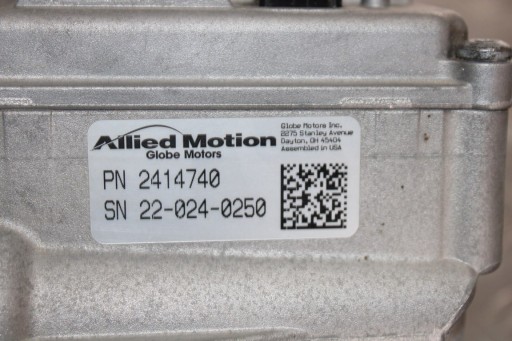 Allied Motion
Globe Motors
Globe Motors Inc.
2275 Stanley Avenue
Dayton, OH 45404
Assembled in USA
PN 2414740
SN 22-024-0250